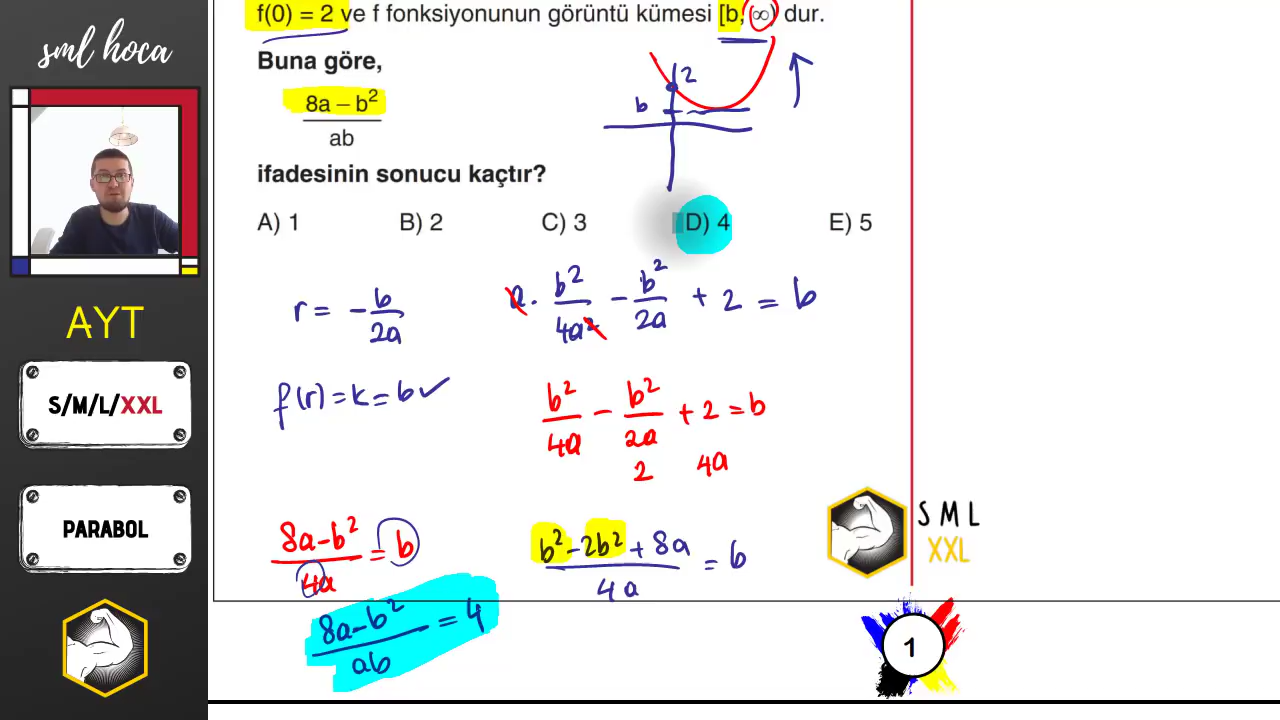 sml hoca
AYT
S/M/L/XXL
PARABOL
f(0) = 2 ve f fonksiyonunun görüntü kümesi [b, ∞) dur.
Buna göre,
8a – b²
ab
ifadesinin sonucu kaçtır?
2
b
A) 1 B) 2 C) 3 D) 4 E) 5
r = - b/2a
a. b²/4a² - b²/2a + 2 = b
f(r) = k = b ✓
b²/4a - b²/2a + 2 = b
2 4a
8a-b²/4a = b
b²-2b²+8a/4a = b
8a-b²/ab = 4
S M L
XXL
1